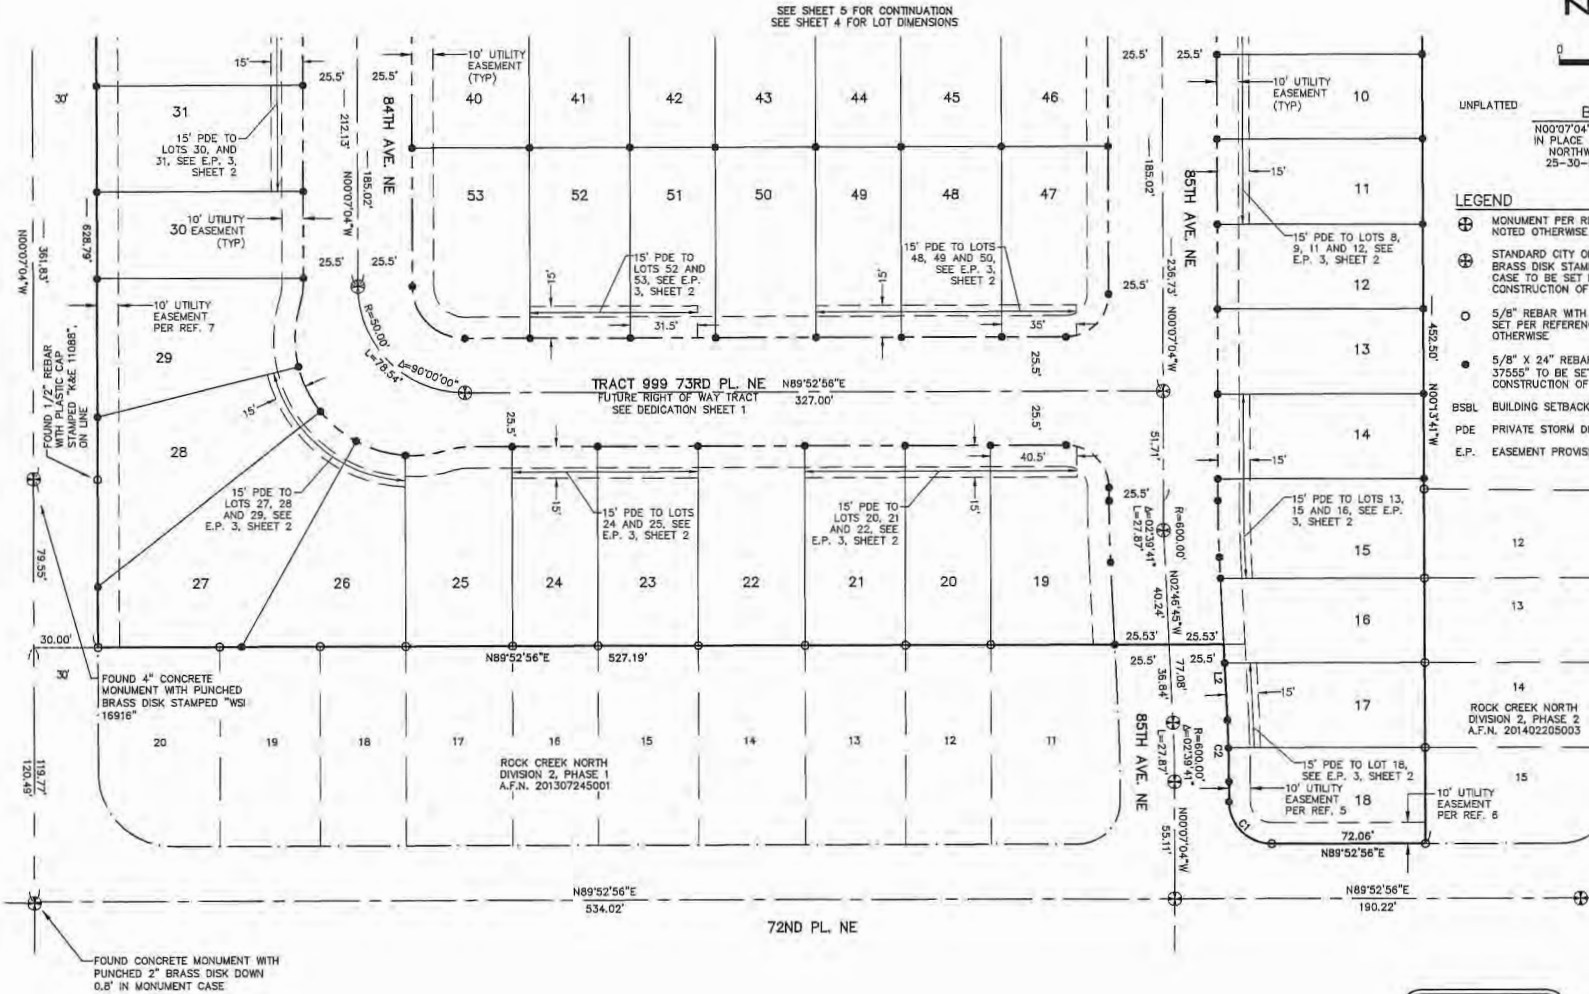 SEE SHEET 5 FOR CONTINUATION
SEE SHEET 4 FOR LOT DIMENSIONS
N
0
30'
15'
25.5'
25.5'
10' UTILITY
EASEMENT
(TYP)
25.5'
25.5'
10' UTILITY
EASEMENT
(TYP)
UNPLATTED
N00°07'04"
IN PLACE
NORTHW
25-30-
31
15' PDE TO
LOTS 30, AND
31, SEE E.P. 3,
SHEET 2
212.13'
84TH AVE. NE
40
41
42
43
44
45
46
10
185.02'
N00°07'04"W
185.02'
85TH AVE. NE
53
52
51
50
49
48
47
11
15'
LEGEND
MONUMENT PER R
NOTED OTHERWISE
STANDARD CITY O
BRASS DISK STAM
CASE TO BE SET
CONSTRUCTION OF
5/8" REBAR WITH
SET PER REFEREN
OTHERWISE
5/8" X 24" REBAR
37555" TO BE SET
CONSTRUCTION OF
BSBL BUILDING SETBACK
PDE PRIVATE STORM D
E.P. EASEMENT PROVIS
10' UTILITY
30 EASEMENT
(TYP)
N00°07'04"W
361.83'
628.79'
25.5'
25.5'
15' PDE TO
LOTS 52 AND
53, SEE E.P.
3, SHEET 2
15' PDE TO LOTS
48, 49 AND 50,
SEE E.P. 3,
SHEET 2
15' PDE TO LOTS 8,
9, 11 AND 12, SEE
E.P. 3, SHEET 2
236.73'
N00°07'04"W
25.5'
12
15'
15'
10' UTILITY
EASEMENT
PER REF. 7
29
R=50.00'
L=78.54'
Δ=90°00'00"
31.5'
35'
25.5'
13
452.50'
N00°13'41"W
FOUND 1/2" REBAR
WITH PLASTIC CAP
STAMPED "K&E 11088",
ON LINE
TRACT 999 73RD PL. NE N89°52'56"E
FUTURE RIGHT OF WAY TRACT 327.00'
SEE DEDICATION SHEET 1
15'
25.5'
25.5'
28
40.5'
51.71'
14
15'
15' PDE TO
LOTS 27, 28
AND 29, SEE
E.P. 3, SHEET 2
15'
15' PDE TO LOTS
24 AND 25, SEE
E.P. 3, SHEET 2
15' PDE TO
LOTS 20, 21
AND 22, SEE
E.P. 3, SHEET 2
15'
25.5'
R=600.00'
Δ=02°39'41"
L=27.87'
15' PDE TO LOTS 13,
15 AND 16, SEE E.P.
3, SHEET 2
15
12
79.55'
27
26
25
24
23
22
21
20
19
N02°46'45"W
40.24'
16
13
30.00'
N89°52'56"E
527.19'
25.53'
25.53'
30'
25.5'
25.5'
77.08'
36.84'
L2
FOUND 4" CONCRETE
MONUMENT WITH PUNCHED
BRASS DISK STAMPED "WSI
16916"
15'
17
14
ROCK CREEK NORTH
DIVISION 2, PHASE 2
A.F.N. 201402205003
20
19
18
17
16
15
14
13
12
11
85TH AVE. NE
R=600.00'
Δ=02°39'41"
L=27.87'
C2
ROCK CREEK NORTH
DIVISION 2, PHASE 1
A.F.N. 201307245001
119.77'
120.49'
15' PDE TO LOT 18,
SEE E.P. 3, SHEET 2
15
10' UTILITY
EASEMENT
PER REF. 5
18
10' UTILITY
EASEMENT
PER REF. 6
C1
N00°07'04"W
55.11'
72.06'
N89°52'56"E
N89°52'56"E
534.02'
N89°52'56"E
190.22'
72ND PL. NE
FOUND CONCRETE MONUMENT WITH
PUNCHED 2" BRASS DISK DOWN
0.8' IN MONUMENT CASE